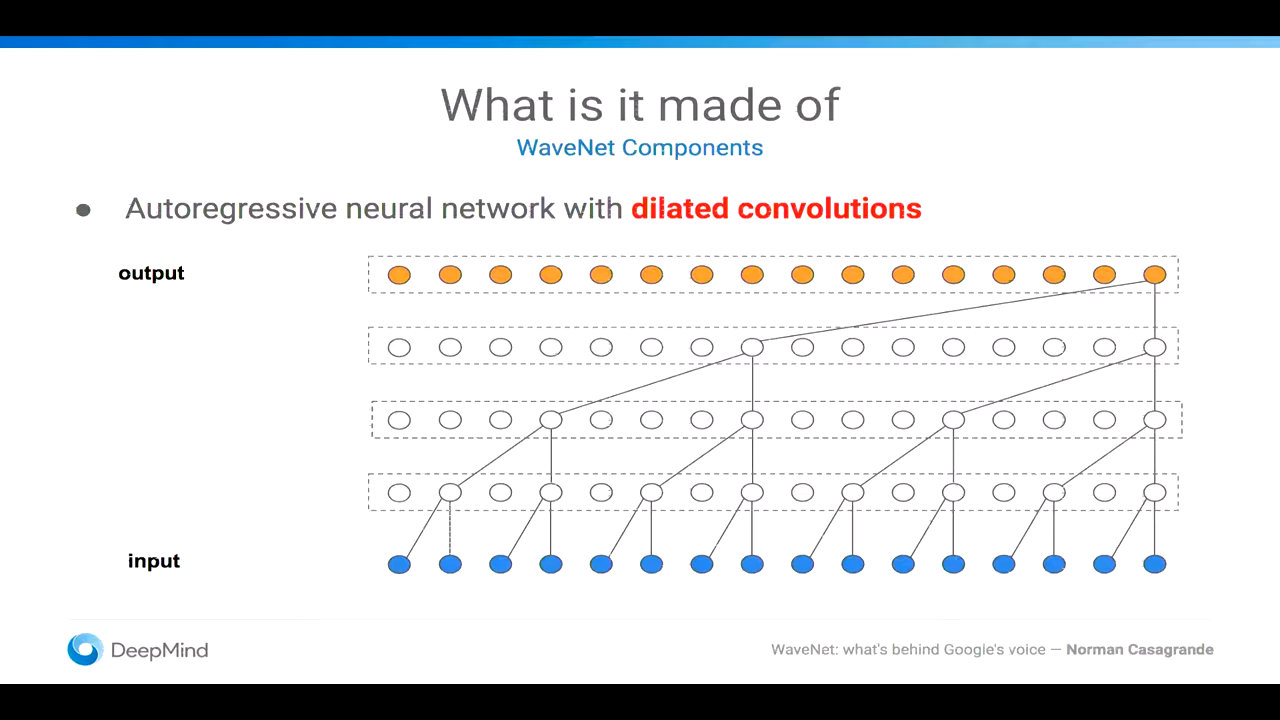 What is it made of
WaveNet Components
● Autoregressive neural network with dilated convolutions
output
input
DeepMind
WaveNet: what's behind Google's voice — Norman Casagrande